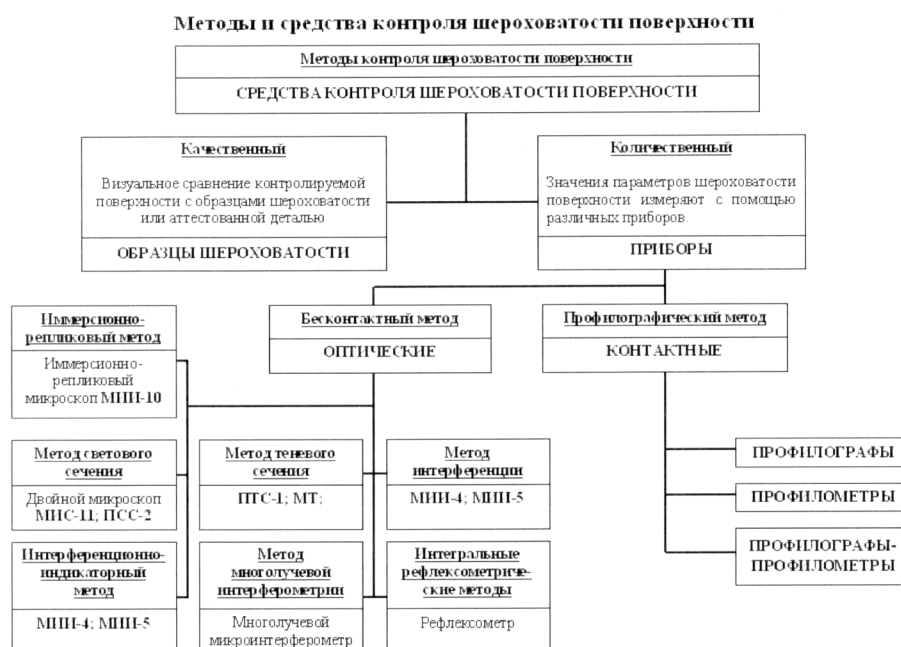 Методы и средства контроля шероховатости поверхности
Методы контроля шероховатости поверхности
СРЕДСТВА КОНТРОЛЯ ШЕРОХОВАТОСТИ ПОВЕРХНОСТИ
Качественный
Визуальное сравнение контролируемой
поверхности с образцами шероховатости
или аттестованной деталью
ОБРАЗЦЫ ШЕРОХОВАТОСТИ
Количественный
Значения параметров шероховатости
поверхности измеряют с помощью
различных приборов.
ПРИБОРЫ
Иммерсионно-
репликовый метод
Иммерсионно-
репликовый
микроскоп МИИ-10
Бесконтактный метод
ОПТИЧЕСКИЕ
Профилографический метод
КОНТАКТНЫЕ
Метод светового
сечения
Двойной микроскоп
МИС-11; ПСС-2
Метод теневого
сечения
ПТС-1; МТ;
Метод
интерференции
МИИ-4; МИИ-5
ПРОФИЛОГРАФЫ
ПРОФИЛОМЕТРЫ
ПРОФИЛОГРАФЫ-
ПРОФИЛОМЕТРЫ
Интерференционно-
индикаторный
метод
МИИ-4; МИИ-5
Метод
многолучевой
интерферометрии
Многолучевой
микроинтерферометр
Интегральные
рефлексометриче-
ские методы
Рефлексометр